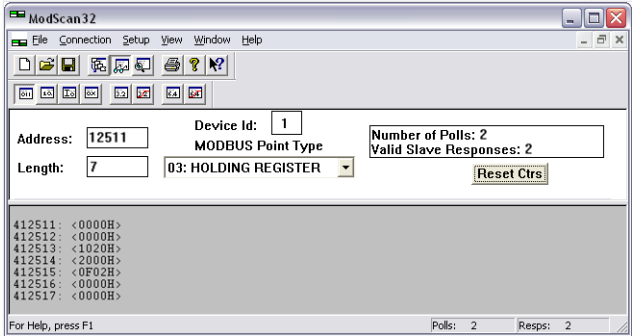 ModScan32
File Connection Setup View Window Help
Address: 12511
Device Id: 1
MODBUS Point Type
Length: 7
03: HOLDING REGISTER
Number of Polls: 2
Valid Slave Responses: 2
Reset Ctrs
412511: <0000H>
412512: <0000H>
412513: <1020H>
412514: <2000H>
412515: <0F02H>
412516: <0000H>
412517: <0000H>
For Help, press F1
Polls: 2
Resps: 2